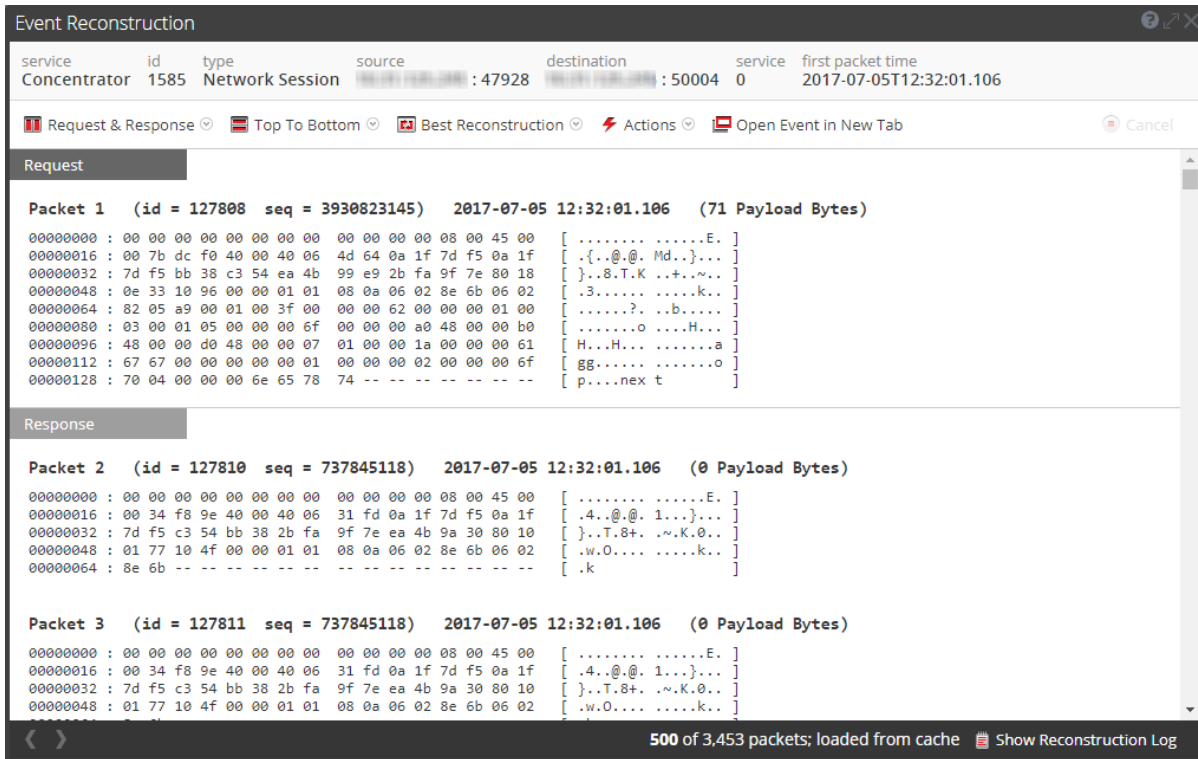 Event Reconstruction
service id type source destination service first packet time
Concentrator 1585 Network Session : 47928 : 50004 0 2017-07-05T12:32:01.106
Request & Response Top To Bottom Best Reconstruction Actions Open Event in New Tab Cancel
Request
Packet 1 (id = 127808 seq = 3930823145) 2017-07-05 12:32:01.106 (71 Payload Bytes)
00000000 : 00 00 00 00 00 00 00 00 00 00 00 00 08 00 45 00 [ ........ ......E. ]
00000016 : 00 7b dc f0 40 00 40 06 4d 64 0a 1f 7d f5 0a 1f [ .{..@.@. Md..}... ]
00000032 : 7d f5 bb 38 c3 54 ea 4b 99 e9 2b fa 9f 7e 80 18 [ }..8.T.K ..+..~.. ]
00000048 : 0e 33 10 96 00 00 01 01 08 0a 06 02 8e 6b 06 02 [ .3...... .....k.. ]
00000064 : 82 05 a9 00 01 00 3f 00 00 00 62 00 00 00 01 00 [ ......?. ..b..... ]
00000080 : 03 00 01 05 00 00 00 6f 00 00 00 a0 48 00 00 b0 [ .......o ....H... ]
00000096 : 48 00 00 d0 48 00 00 07 01 00 00 1a 00 00 00 61 [ H...H... .......a ]
00000112 : 67 67 00 00 00 00 00 01 00 00 00 02 00 00 00 6f [ gg...... .......o ]
00000128 : 70 04 00 00 00 6e 65 78 74 -- -- -- -- -- -- -- [ p....nex t ]
Response
Packet 2 (id = 127810 seq = 737845118) 2017-07-05 12:32:01.106 (0 Payload Bytes)
00000000 : 00 00 00 00 00 00 00 00 00 00 00 00 08 00 45 00 [ ........ ......E. ]
00000016 : 00 34 f8 9e 40 00 40 06 31 fd 0a 1f 7d f5 0a 1f [ .4..@.@. 1...}... ]
00000032 : 7d f5 c3 54 bb 38 2b fa 9f 7e ea 4b 9a 30 80 10 [ }..T.8+. .~.K.0.. ]
00000048 : 01 77 10 4f 00 00 01 01 08 0a 06 02 8e 6b 06 02 [ .w.O.... .....k.. ]
00000064 : 8e 6b -- -- -- -- -- -- -- -- -- -- -- -- -- -- [ .k ]
Packet 3 (id = 127811 seq = 737845118) 2017-07-05 12:32:01.106 (0 Payload Bytes)
00000000 : 00 00 00 00 00 00 00 00 00 00 00 00 08 00 45 00 [ ........ ......E. ]
00000016 : 00 34 f8 9e 40 00 40 06 31 fd 0a 1f 7d f5 0a 1f [ .4..@.@. 1...}... ]
00000032 : 7d f5 c3 54 bb 38 2b fa 9f 7e ea 4b 9a 30 80 10 [ }..T.8+. .~.K.0.. ]
00000048 : 01 77 10 4f 00 00 01 01 08 0a 06 02 8e 6b 06 02 [ .w.O.... .....k.. ]
500 of 3,453 packets; loaded from cache Show Reconstruction Log